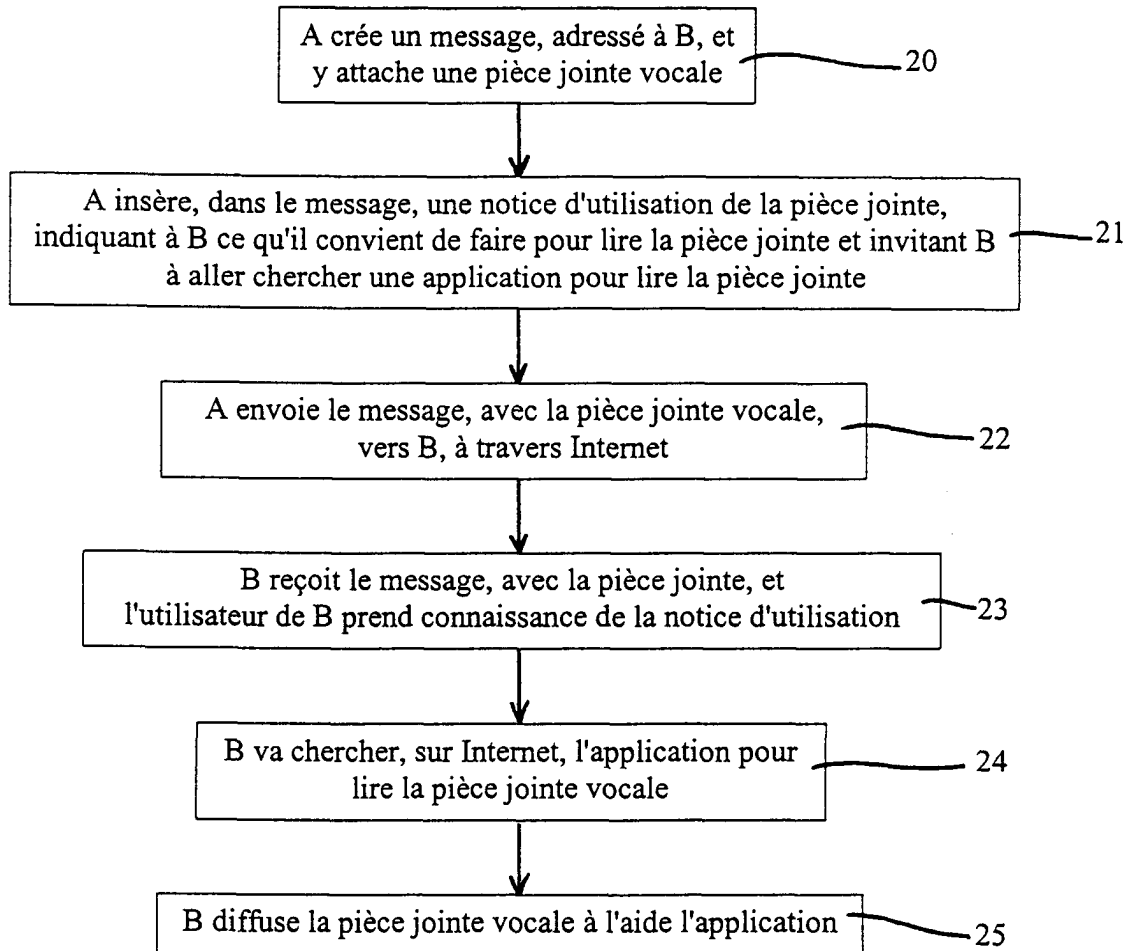 A crée un message, adressé à B, et
y attache une pièce jointe vocale
20
A insère, dans le message, une notice d'utilisation de la pièce jointe,
indiquant à B ce qu'il convient de faire pour lire la pièce jointe et invitant B
à aller chercher une application pour lire la pièce jointe
21
A envoie le message, avec la pièce jointe vocale,
vers B, à travers Internet
22
B reçoit le message, avec la pièce jointe, et
l'utilisateur de B prend connaissance de la notice d'utilisation
23
B va chercher, sur Internet, l'application pour
lire la pièce jointe vocale
24
B diffuse la pièce jointe vocale à l'aide l'application
25